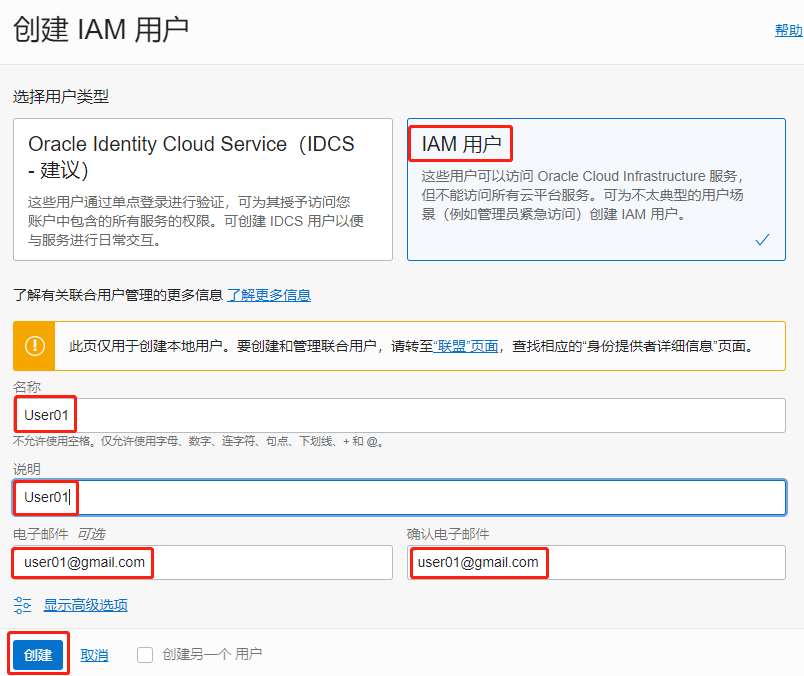 创建 IAM 用户
帮助
选择用户类型
Oracle Identity Cloud Service（IDCS
- 建议）
这些用户通过单点登录进行验证，可为其授予访问您
账户中包含的所有服务的权限。可创建 IDCS 用户以便
与服务进行日常交互。
IAM 用户
这些用户可以访问 Oracle Cloud Infrastructure 服务，
但不能访问所有云平台服务。可为不太典型的用户场
景（例如管理员紧急访问）创建 IAM 用户。
了解有关联合用户管理的更多信息 了解更多信息
此页仅用于创建本地用户。要创建和管理联合用户，请转至“联盟”页面，查找相应的“身份提供者详细信息”页面。
名称
User01
不允许使用空格。仅允许使用字母、数字、连字符、句点、下划线、+ 和 @。
说明
User01
电子邮件 可选
确认电子邮件
user01@gmail.com
user01@gmail.com
显示高级选项
创建 取消 创建另一个 用户